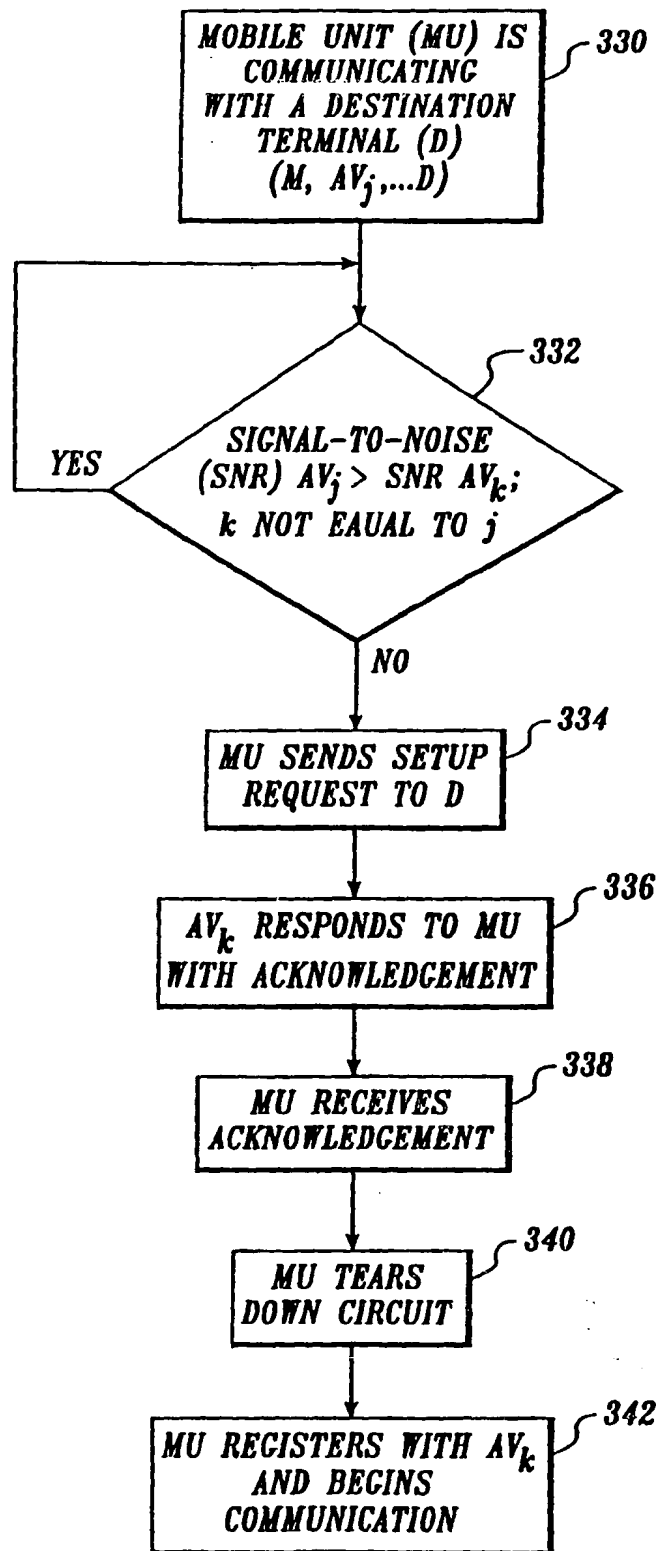 MOBILE UNIT (MU) IS
COMMUNICATING
WITH A DESTINATION
TERMINAL (D)
(M, AVj,...D)
330
332
SIGNAL-TO-NOISE
(SNR) AVj > SNR AVk;
k NOT EAUAL TO j
YES
NO
334
MU SENDS SETUP
REQUEST TO D
336
AVk RESPONDS TO MU
WITH ACKNOWLEDGEMENT
338
MU RECEIVES
ACKNOWLEDGEMENT
340
MU TEARS
DOWN CIRCUIT
342
MU REGISTERS WITH AVk
AND BEGINS
COMMUNICATION